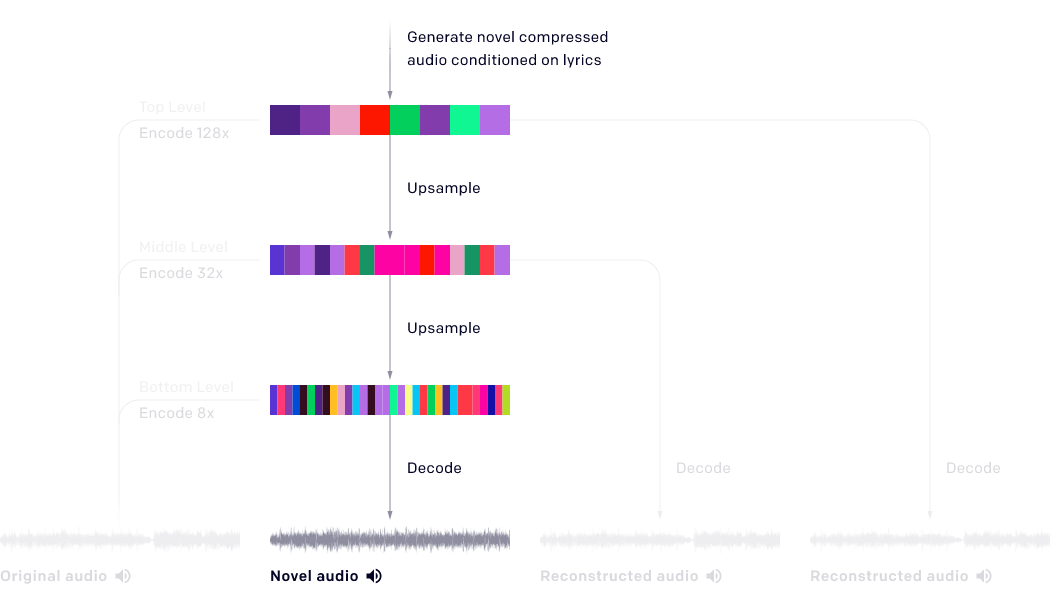 Generate novel compressed
audio conditioned on lyrics
Top Level
Encode 128x
Upsample
Middle Level
Encode 32x
Upsample
Bottom Level
Encode 8x
Decode
Decode
Decode
Original audio
Novel audio
Reconstructed audio
Reconstructed audio